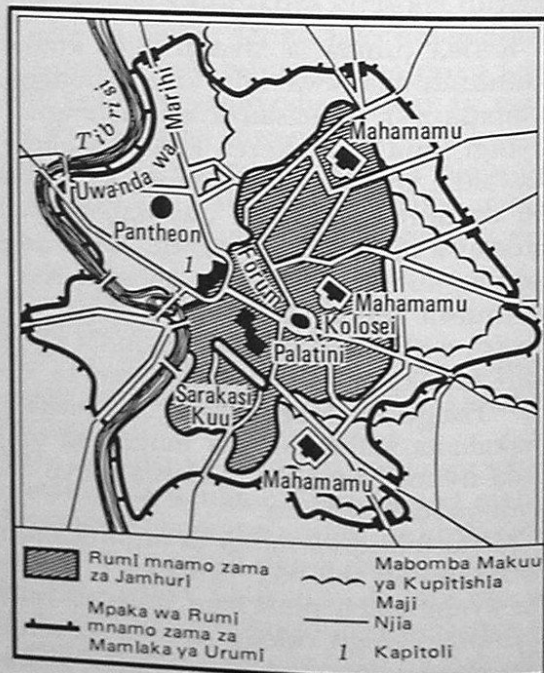 Tibrisi
Uwanda wa Marihi
Mahamamu
Pantheon
1
Forum
Mahamamu
Kolosei
Palatini
Sarakasi
Kuu
Mahamamu
Rumi mnamo zama
za Jamhuri
Mpaka wa Rumi
mnamo zama za
Mamlaka ya Urumi
Mabomba Makuu
ya Kupitishia
Maji
Njia
1 Kapitoli